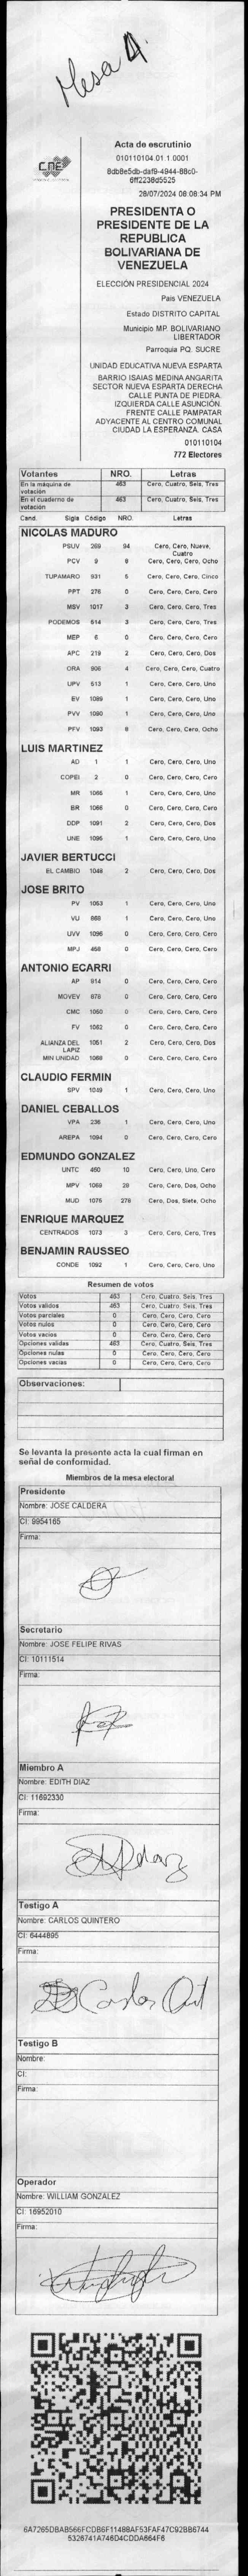 Mesa 1.
CNE
Acta de escrutinio
010110104.01.1.0001
8db8e5db-daf9-4944-88c0-
6ff2238d5525
28/07/2024 08:08:34 PM
PRESIDENTA O
PRESIDENTE DE LA
REPUBLICA
BOLIVARIANA DE
VENEZUELA
ELECCIÓN PRESIDENCIAL 2024
País VENEZUELA
Estado DISTRITO CAPITAL
Municipio MP. BOLIVARIANO
LIBERTADOR
Parroquia PQ. SUCRE
UNIDAD EDUCATIVA NUEVA ESPARTA
BARRIO ISAIAS MEDINA ANGARITA
SECTOR NUEVA ESPARTA DERECHA
CALLE PUNTA DE PIEDRA.
IZQUIERDA CALLE ASUNCIÓN.
FRENTE CALLE PAMPATAR
ADYACENTE AL CENTRO COMUNAL
CIUDAD LA ESPERANZA. CASA
010110104
772 Electores
Votantes NRO. Letras
En la máquina de votación 463 Cero, Cuatro, Seis, Tres
En el cuaderno de votación 463 Cero, Cuatro, Seis, Tres
Cand. Sigla Código NRO. Letras
NICOLAS MADURO
PSUV 269 94 Cero, Cero, Nueve, Cuatro
PCV 9 8 Cero, Cero, Cero, Ocho
TUPAMARO 931 5 Cero, Cero, Cero, Cinco
PPT 276 0 Cero, Cero, Cero, Cero
MSV 1017 3 Cero, Cero, Cero, Tres
PODEMOS 614 3 Cero, Cero, Cero, Tres
MEP 6 0 Cero, Cero, Cero, Cero
APC 219 2 Cero, Cero, Cero, Dos
ORA 906 4 Cero, Cero, Cero, Cuatro
UPV 513 1 Cero, Cero, Cero, Uno
EV 1089 1 Cero, Cero, Cero, Uno
PVV 1090 1 Cero, Cero, Cero, Uno
PFV 1093 8 Cero, Cero, Cero, Ocho
LUIS MARTINEZ
AD 1 1 Cero, Cero, Cero, Uno
COPEI 2 0 Cero, Cero, Cero, Cero
MR 1065 1 Cero, Cero, Cero, Uno
BR 1066 0 Cero, Cero, Cero, Cero
DDP 1091 2 Cero, Cero, Cero, Dos
UNE 1095 1 Cero, Cero, Cero, Uno
JAVIER BERTUCCI
EL CAMBIO 1048 2 Cero, Cero, Cero, Dos
JOSE BRITO
PV 1053 1 Cero, Cero, Cero, Uno
VU 868 1 Cero, Cero, Cero, Uno
UVV 1096 0 Cero, Cero, Cero, Cero
MPJ 458 0 Cero, Cero, Cero, Cero
ANTONIO ECARRI
AP 914 0 Cero, Cero, Cero, Cero
MOVEV 878 0 Cero, Cero, Cero, Cero
CMC 1050 0 Cero, Cero, Cero, Cero
FV 1052 0 Cero, Cero, Cero, Cero
ALIANZA DEL LAPIZ 1051 2 Cero, Cero, Cero, Dos
MIN UNIDAD 1088 0 Cero, Cero, Cero, Cero
CLAUDIO FERMIN
SPV 1049 1 Cero, Cero, Cero, Uno
DANIEL CEBALLOS
VPA 236 1 Cero, Cero, Cero, Uno
AREPA 1094 0 Cero, Cero, Cero, Cero
EDMUNDO GONZALEZ
UNTC 450 10 Cero, Cero, Uno, Cero
MPV 1069 28 Cero, Cero, Dos, Ocho
MUD 1075 278 Cero, Dos, Siete, Ocho
ENRIQUE MARQUEZ
CENTRADOS 1073 3 Cero, Cero, Cero, Tres
BENJAMIN RAUSSEO
CONDE 1092 1 Cero, Cero, Cero, Uno
Resumen de votos
Votos 463 Cero, Cuatro, Seis, Tres
Votos validos 463 Cero, Cuatro, Seis, Tres
Votos parciales 0 Cero, Cero, Cero, Cero
Votos nulos 0 Cero, Cero, Cero, Cero
Votos vacios 0 Cero, Cero, Cero, Cero
Opciones validas 463 Cero, Cuatro, Seis, Tres
Opciones nulas 0 Cero, Cero, Cero, Cero
Opciones vacias 0 Cero, Cero, Cero, Cero
Observaciones:
Se levanta la presente acta la cual firman en
señal de conformidad.
Miembros de la mesa electoral
Presidente
Nombre: JOSE CALDERA
CI: 9954165
Firma:
Secretario
Nombre: JOSE FELIPE RIVAS
CI: 10111514
Firma:
Miembro A
Nombre: EDITH DIAZ
CI: 11692330
Firma:
Testigo A
Nombre: CARLOS QUINTERO
CI: 6444895
Firma:
Testigo B
Nombre:
CI:
Firma:
Operador
Nombre: WILLIAM GONZALEZ
CI: 16952010
Firma:
6A7265DBAB566FCDB6F11488AF53FAF47C92BB6744
5326741A746D4CDDA664F6